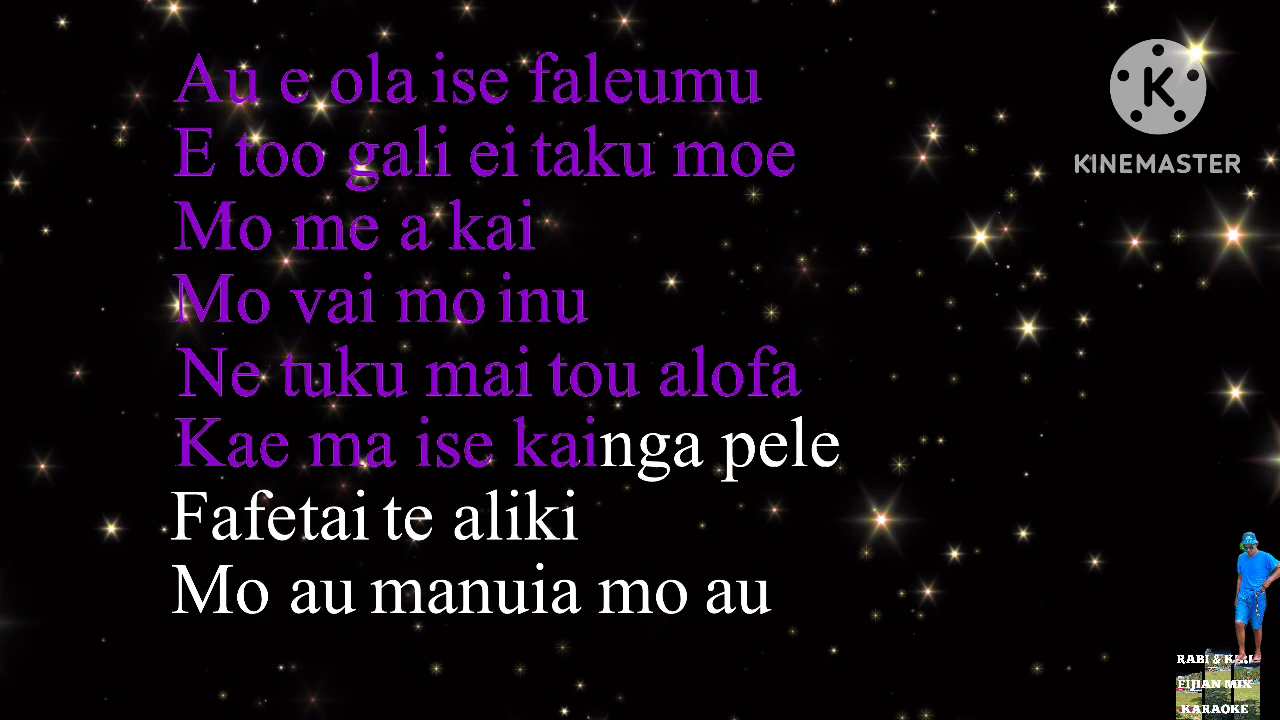 Au e ola ise faleumu
E too gali ei taku moe
Mo me a kai
Mo vai mo inu
Ne tuku mai tou alofa
Kae ma ise kainga pele
Fafetai te aliki
Mo au manuia mo au
K
KINEMASTER
RABI &
FIJIAN MIX
KARAOKE